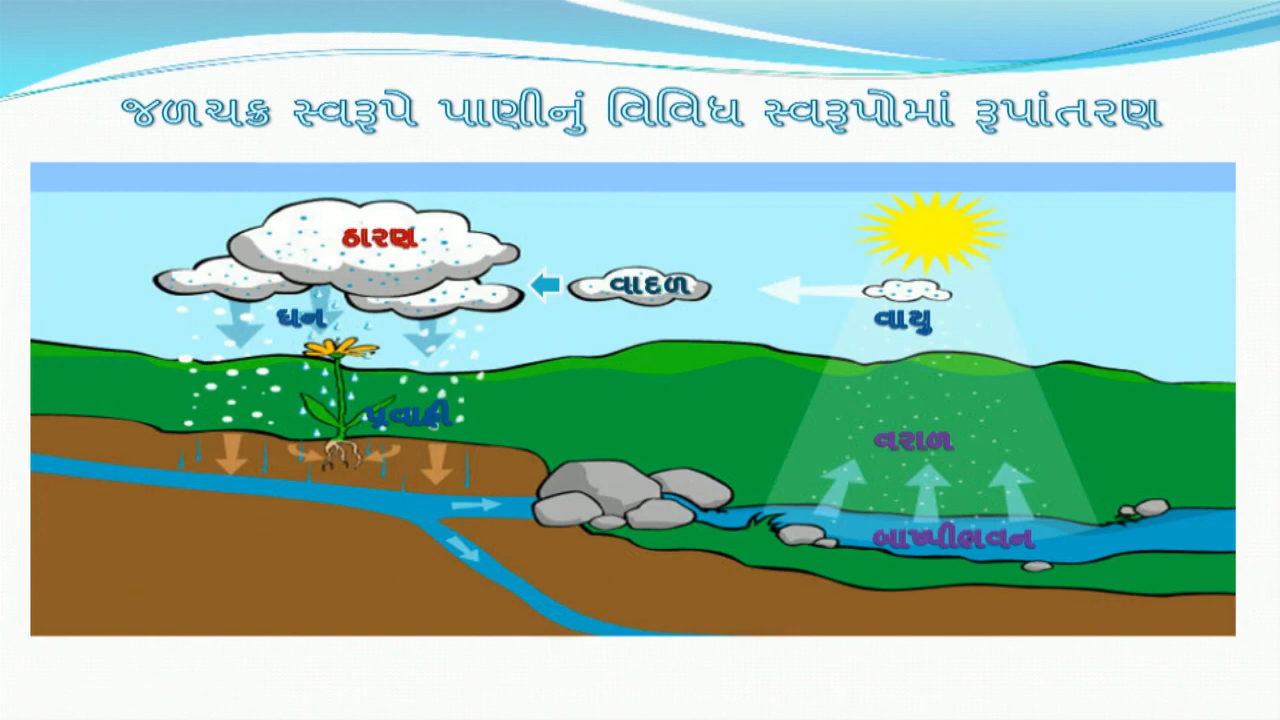 જળચક્ર સ્વરૂપે પાણીનું વિવિધ સ્વરૂપોમાં રૂપાંતરણ
ઠારણ
વાદળ
ઘન
વાયુ
પ્રવાહી
વરાળ
બાષ્પીભવન